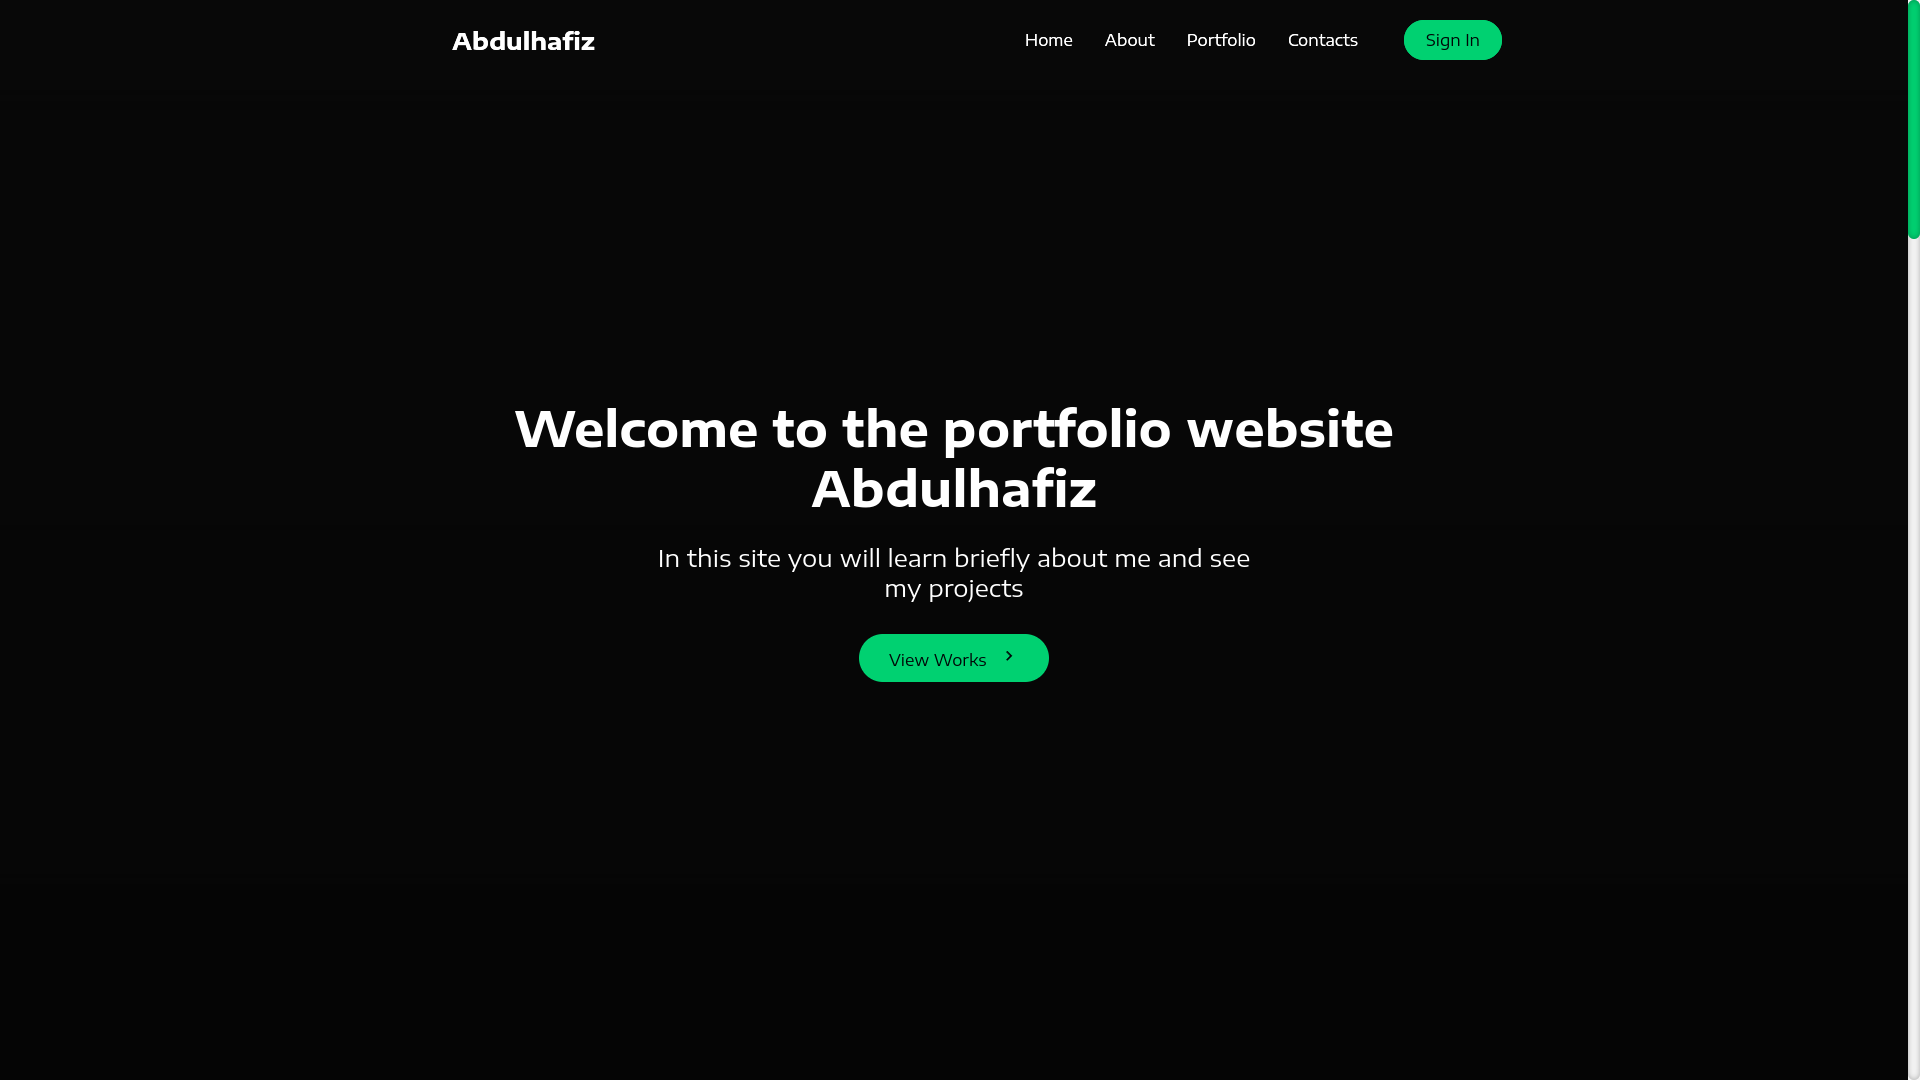 Abdulhafiz
Home About Portfolio Contacts Sign In
Welcome to the portfolio website
Abdulhafiz
In this site you will learn briefly about me and see
my projects
View Works